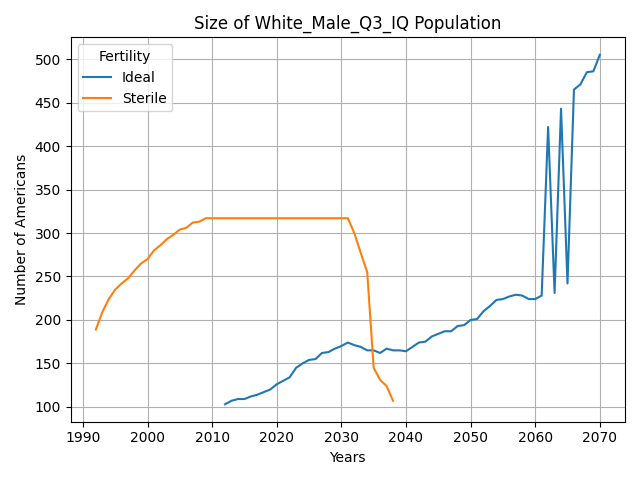 Size of White_Male_Q3_IQ Population
Fertility
Ideal
Sterile
Number of Americans
500
450
400
350
300
250
200
150
100
1990 2000 2010 2020 2030 2040 2050 2060 2070
Years